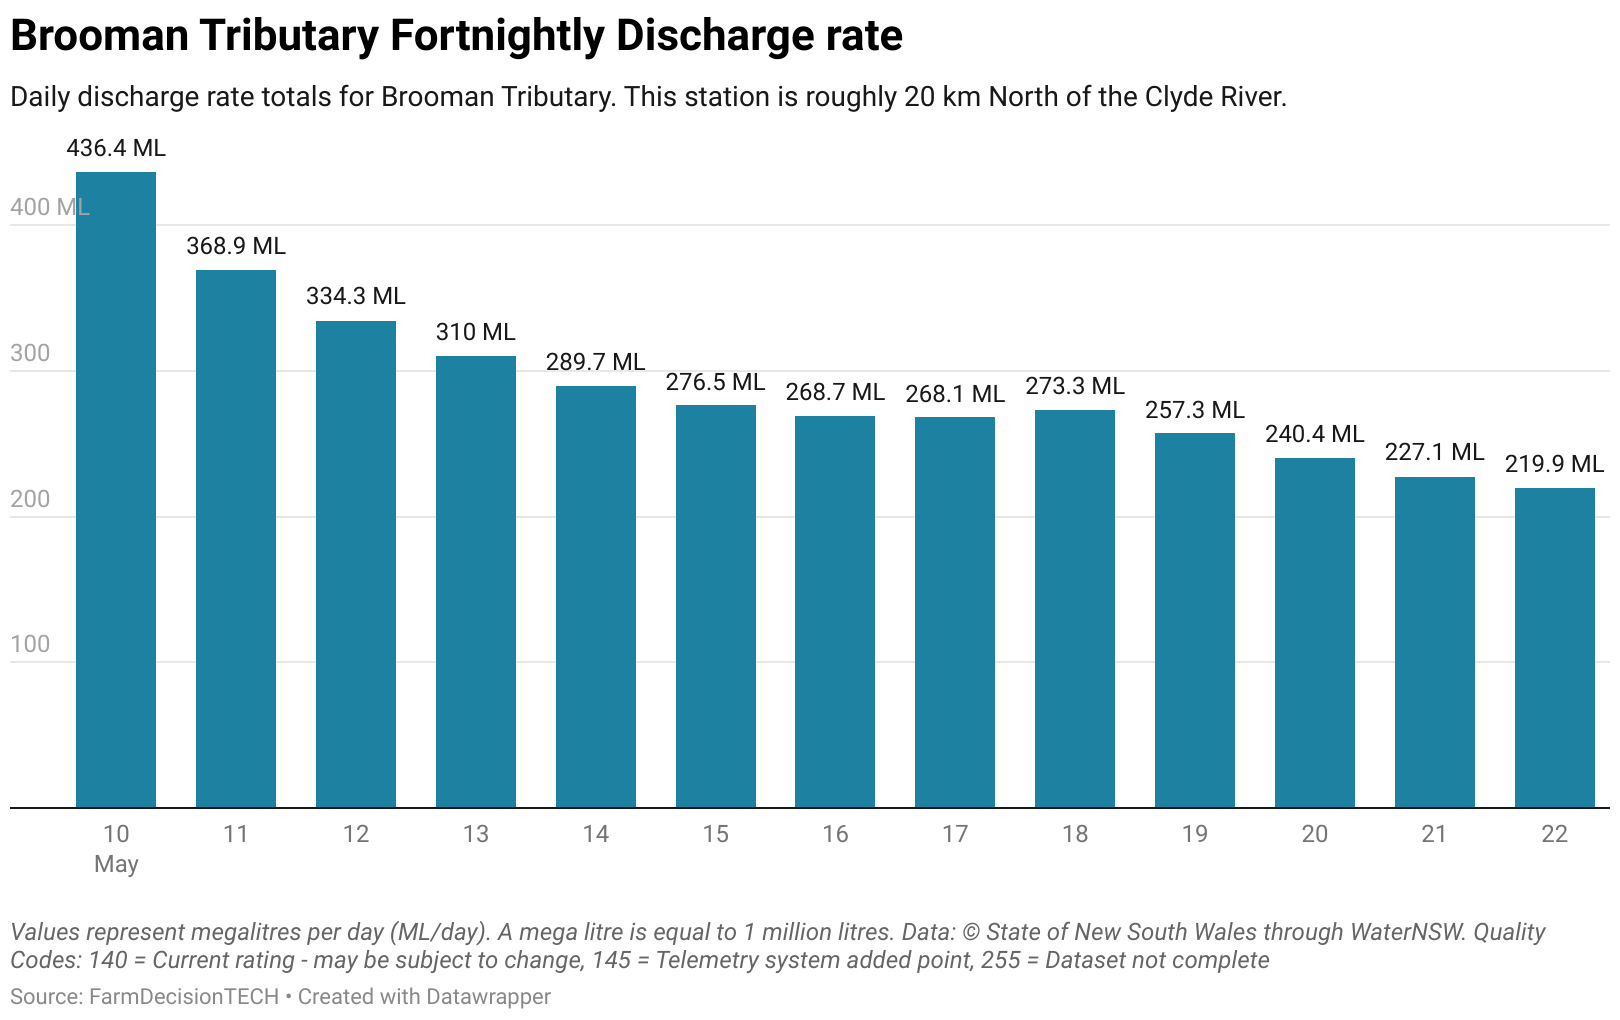 Brooman Tributary Fortnightly Discharge rate
Daily discharge rate totals for Brooman Tributary. This station is roughly 20 km North of the Clyde River.
436.4 ML
400 ML
368.9 ML
334.3 ML
310 ML
300
289.7 ML
276.5 ML
268.7 ML
268.1 ML
273.3 ML
257.3 ML
240.4 ML
227.1 ML
219.9 ML
200
100
10 11 12 13 14 15 16 17 18 19 20 21 22
May
Values represent megalitres per day (ML/day). A mega litre is equal to 1 million litres. Data: © State of New South Wales through WaterNSW. Quality
Codes: 140 = Current rating - may be subject to change, 145 = Telemetry system added point, 255 = Dataset not complete
Source: FarmDecisionTECH • Created with Datawrapper